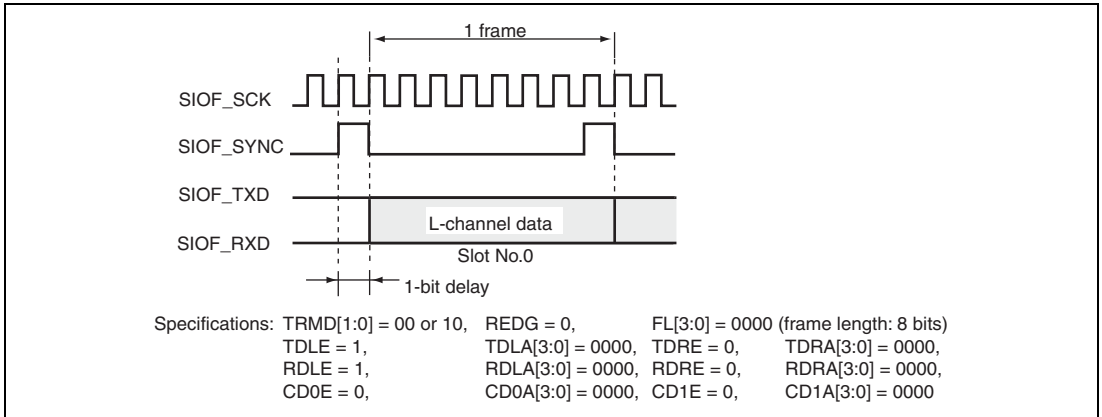 1 frame
SIOF_SCK
SIOF_SYNC
SIOF_TXD
L-channel data
SIOF_RXD
Slot No.0
1-bit delay
Specifications: TRMD[1:0] = 00 or 10, REDG = 0, FL[3:0] = 0000 (frame length: 8 bits)
TDLE = 1, TDLA[3:0] = 0000, TDRE = 0, TDRA[3:0] = 0000,
RDLE = 1, RDLA[3:0] = 0000, RDRE = 0, RDRA[3:0] = 0000,
CD0E = 0, CD0A[3:0] = 0000, CD1E = 0, CD1A[3:0] = 0000